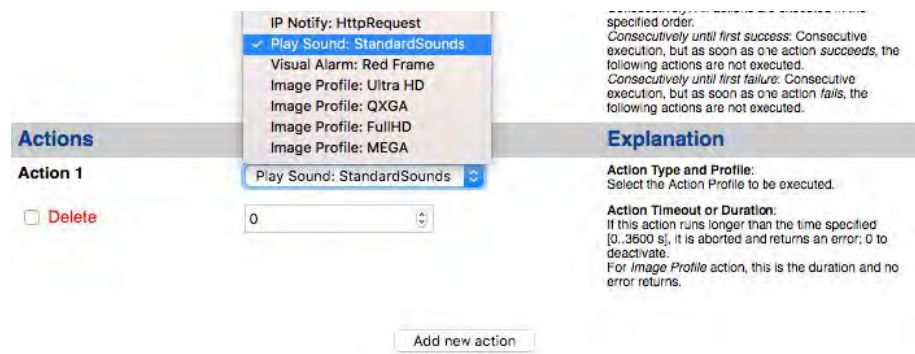 IP Notify: HttpRequest
✓ Play Sound: StandardSounds
Visual Alarm: Red Frame
Image Profile: Ultra HD
Image Profile: QXGA
Image Profile: FullHD
Image Profile: MEGA
specified order.
Consecutively until first success: Consecutive
execution, but as soon as one action succeeds, the
following actions are not executed.
Consecutively until first failure: Consecutive
execution, but as soon as one action fails, the
following actions are not executed.
Actions
Explanation
Action 1
Play Sound: StandardSounds
Action Type and Profile:
Select the Action Profile to be executed.
Delete
0
Action Timeout or Duration:
If this action runs longer than the time specified
[0..3600 s], it is aborted and returns an error; 0 to
deactivate.
For Image Profile action, this is the duration and no
error returns.
Add new action